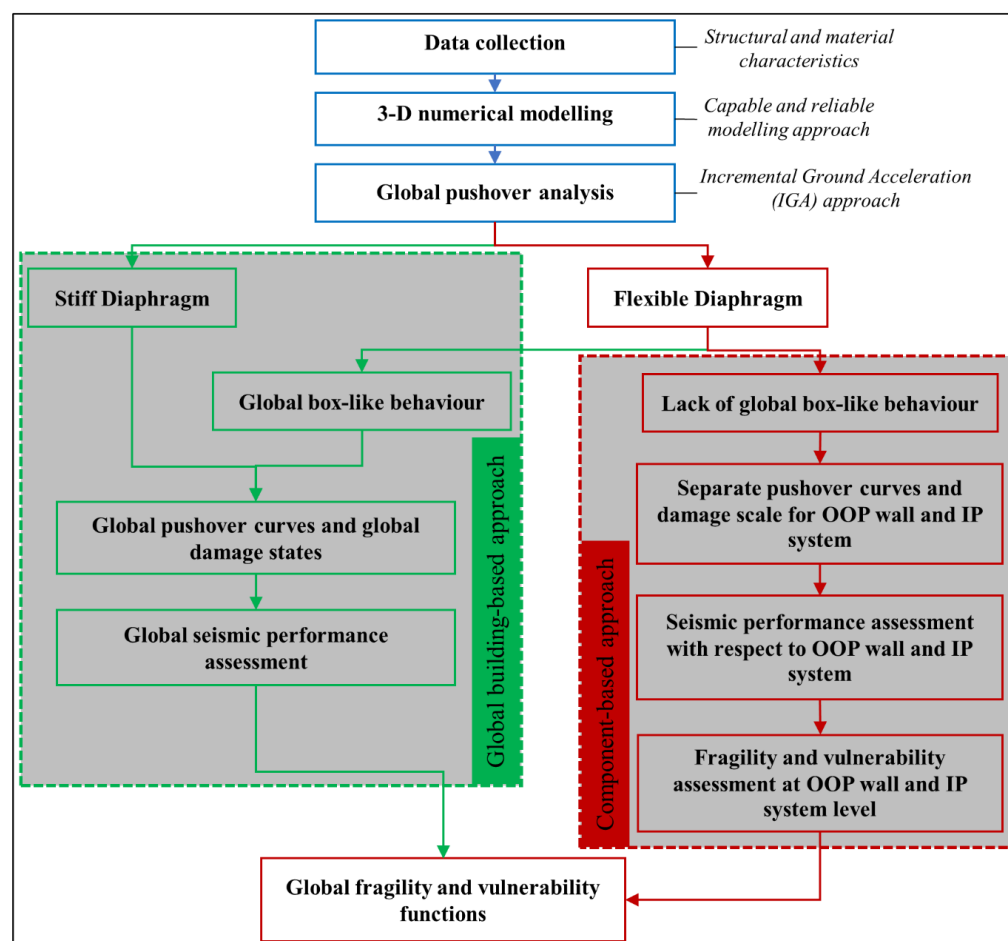 Data collection
Structural and material
characteristics
3-D numerical modelling
Capable and reliable
modelling approach
Global pushover analysis
Incremental Ground Acceleration
(IGA) approach
Stiff Diaphragm
Flexible Diaphragm
Global box-like behaviour
Lack of global box-like behaviour
Global pushover curves and global
damage states
Separate pushover curves and
damage scale for OOP wall and IP
system
Global seismic performance
assessment
Seismic performance assessment
with respect to OOP wall and IP
system
Fragility and vulnerability
assessment at OOP wall and IP
system level
Global building-based approach
Component-based approach
Global fragility and vulnerability
functions